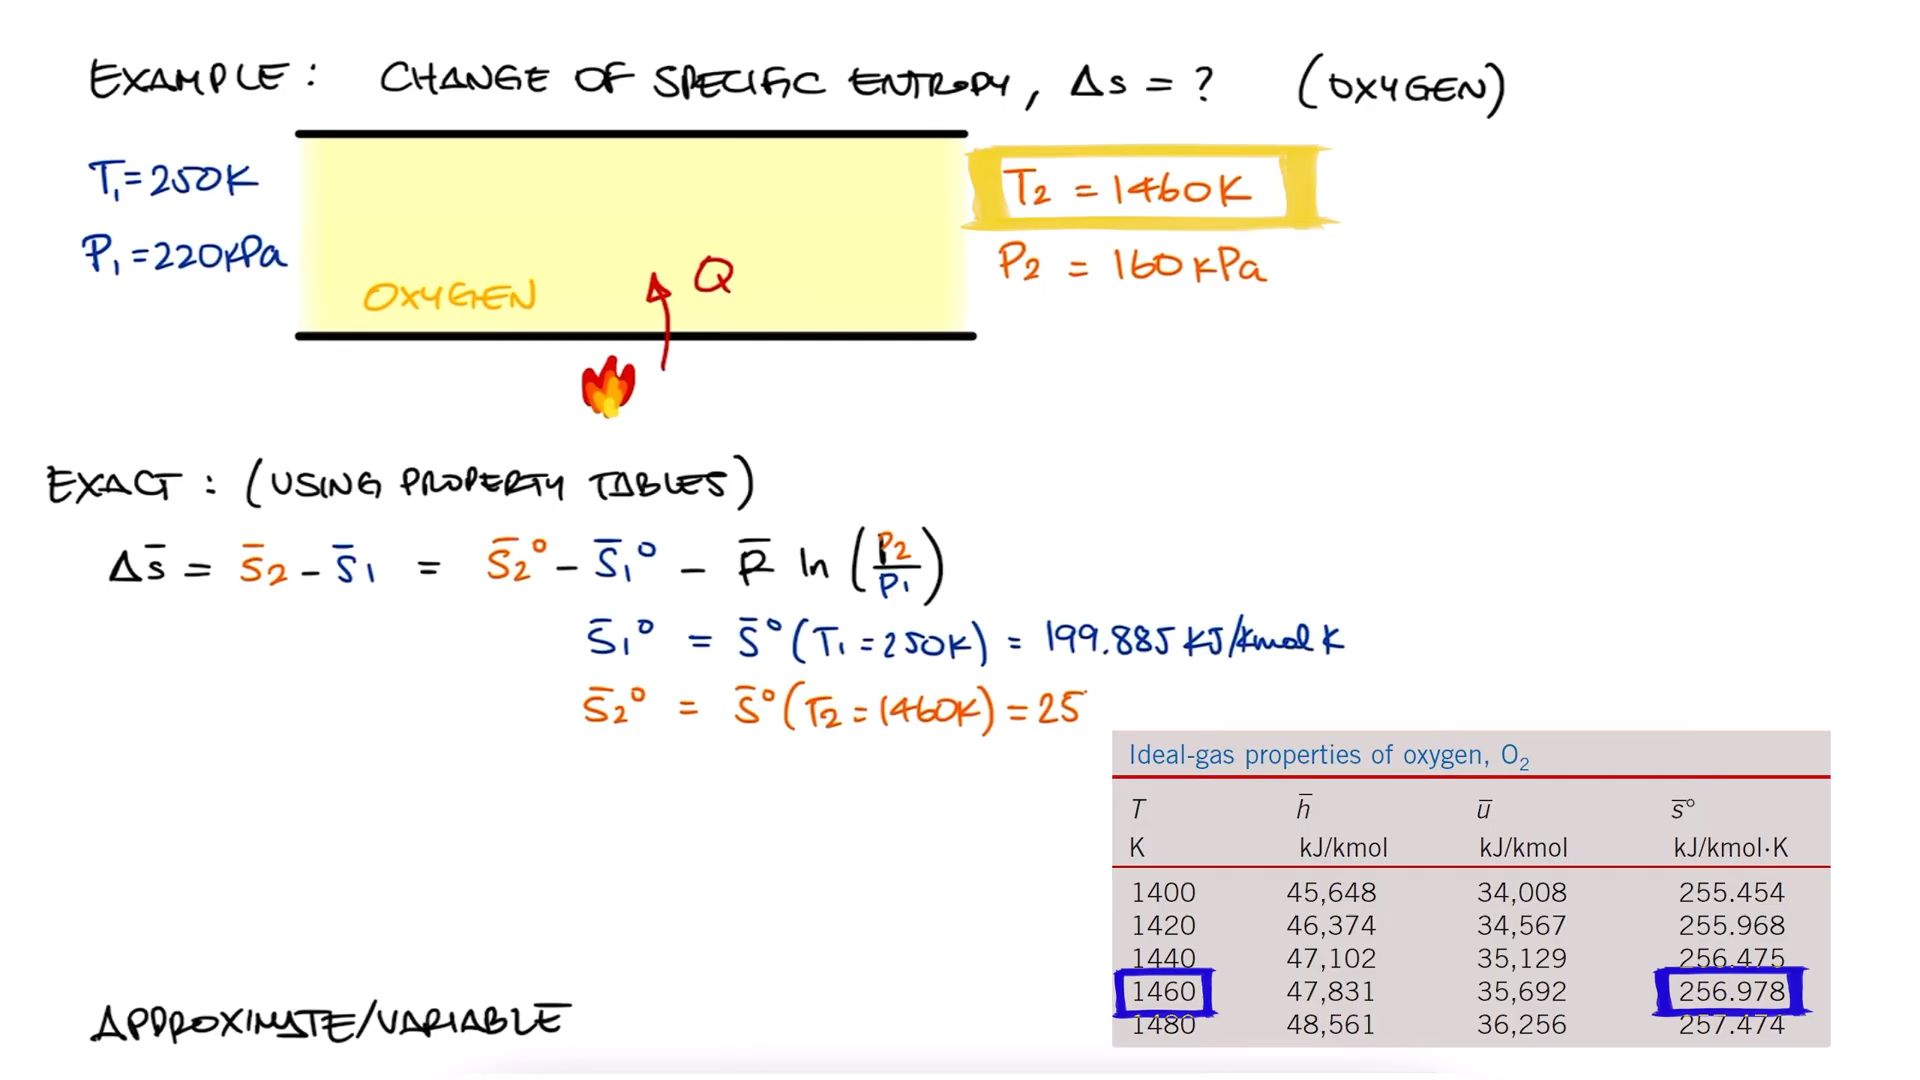 EXAMPLE: CHANGE OF SPECIFIC ENTROPY, Δs = ? (OXYGEN)
T₁=250K
P₁=220kPa
OXYGEN
Q
T₂ = 1460K
P₂ = 160kPa
EXACT: (USING PROPERTY TABLES)
Δs̄ = s̄₂ - s̄₁ = s̄₂° - s̄₁° - R̄ ln (P₂/P₁)
s̄₁° = s̄°(T₁=250K) = 199.885 kJ/kmol K
s̄₂° = s̄°(T₂=1460K) = 25
Ideal-gas properties of oxygen, O₂
T h̄ ū s̄°
K kJ/kmol kJ/kmol kJ/kmol·K
1400 45,648 34,008 255.454
1420 46,374 34,567 255.968
1440 47,102 35,129 256.475
1460 47,831 35,692 256.978
1480 48,561 36,256 257.474
APPROXIMATE/VARIABLE